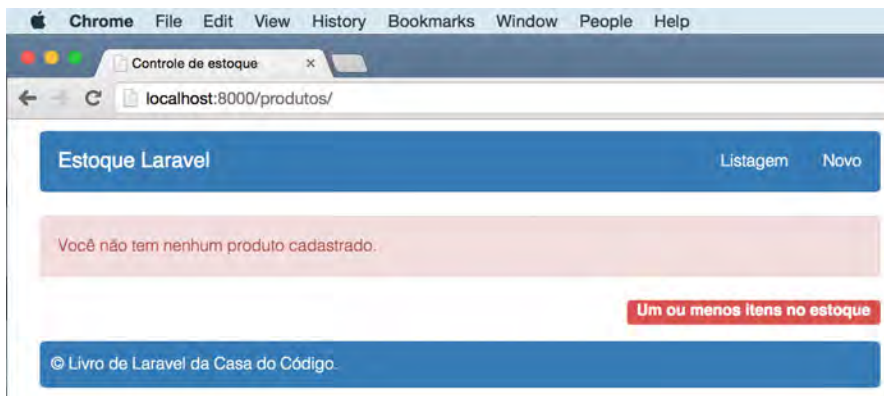 Chrome File Edit View History Bookmarks Window People Help
Controle de estoque ×
localhost:8000/produtos/
Estoque Laravel Listagem Novo
Você não tem nenhum produto cadastrado.
Um ou menos itens no estoque
© Livro de Laravel da Casa do Código.